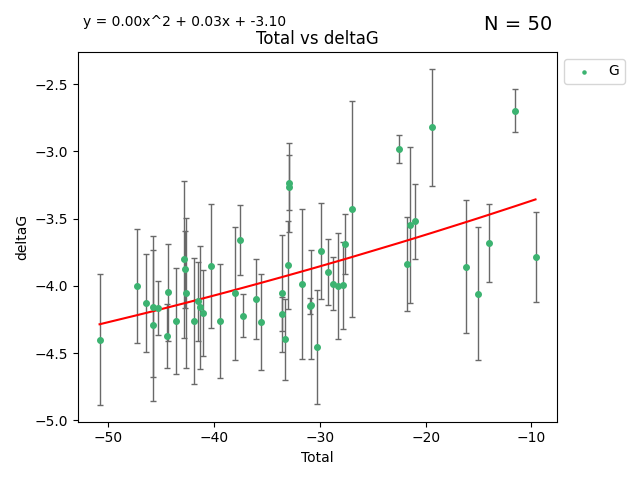 y = 0.00x^2 + 0.03x + -3.10
N = 50
Total vs deltaG
G
deltaG
−2.5
−3.0
−3.5
−4.0
−4.5
−5.0
−50 −40 −30 −20 −10
Total